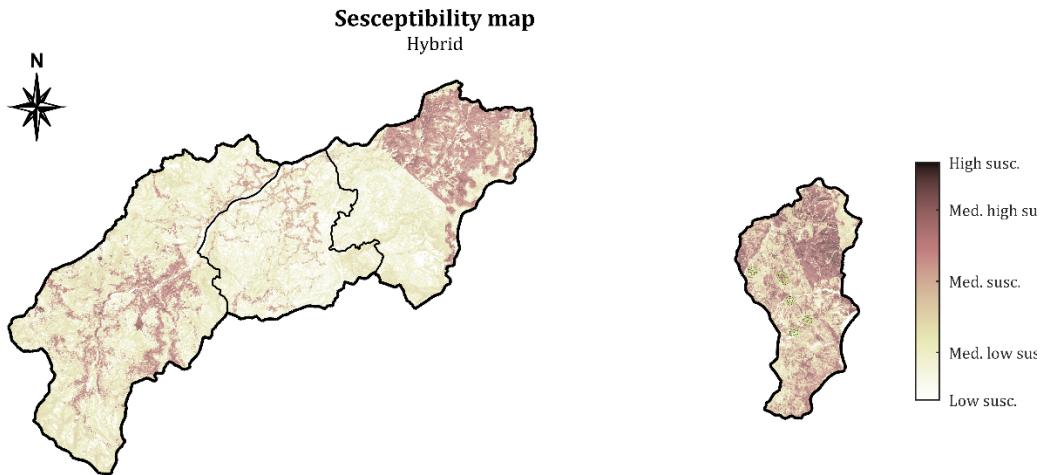 Sesceptibility map
Hybrid
N
High susc.
Med. high su
Med. susc.
Med. low sus
Low susc.